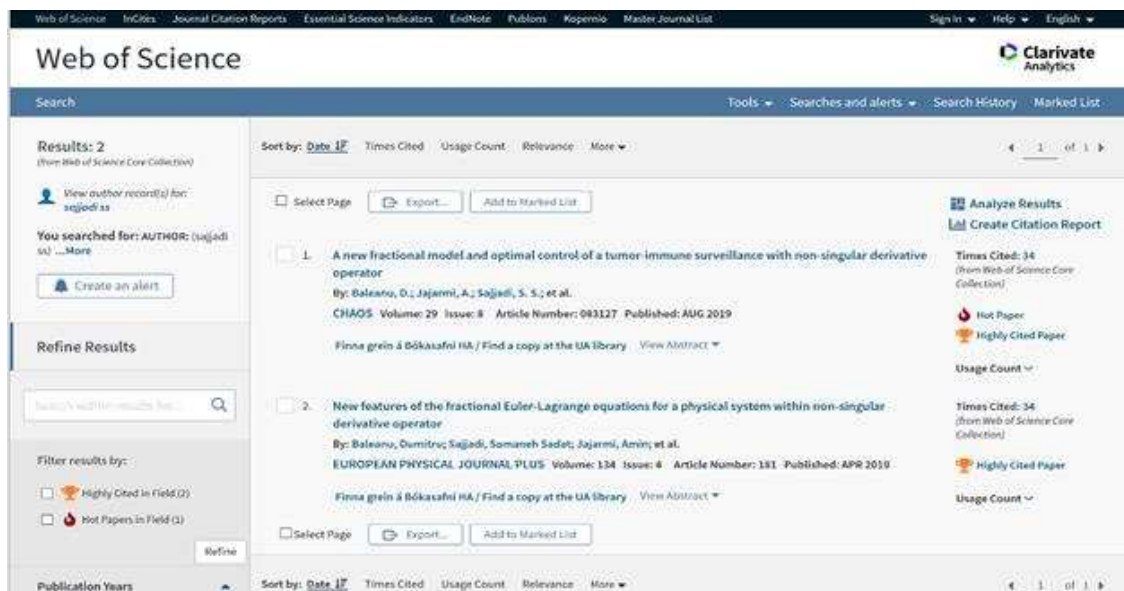 Web of Science InCites Journal Citation Reports Essential Science Indicators EndNote Publons Kopernio Master Journal List Sign In Help English
Web of Science
Clarivate
Analytics
Search Tools Searches and alerts Search History Marked List
Results: 2
(from Web of Science Core Collection)
View author record(s) for:
sajjadi ss
You searched for: AUTHOR: (sajjadi
ss) ...More
Create an alert
Refine Results
Filter results by:
Highly Cited in Field (2)
Hot Papers in Field (1)
Refine
Publication Years
Sort by: Date Times Cited Usage Count Relevance More 1 of 1
Select Page Export... Add to Marked List
1. A new fractional model and optimal control of a tumor-immune surveillance with non-singular derivative
operator
By: Baleanu, D.; Jajarmi, A.; Sajjadi, S. S.; et al.
CHAOS Volume: 29 Issue: 8 Article Number: 083127 Published: AUG 2019
Finna grein á Bókasafni HA / Find a copy at the UA library View Abstract
2. New features of the fractional Euler-Lagrange equations for a physical system within non-singular
derivative operator
By: Baleanu, Dumitru; Sajjadi, Samaneh Sadat; Jajarmi, Amin; et al.
EUROPEAN PHYSICAL JOURNAL PLUS Volume: 134 Issue: 4 Article Number: 181 Published: APR 2019
Finna grein á Bókasafni HA / Find a copy at the UA library View Abstract
Select Page Export... Add to Marked List
Sort by: Date Times Cited Usage Count Relevance More 1 of 1
Analyze Results
Create Citation Report
Times Cited: 34
(from Web of Science Core
Collection)
Hot Paper
Highly Cited Paper
Usage Count
Times Cited: 34
(from Web of Science Core
Collection)
Highly Cited Paper
Usage Count